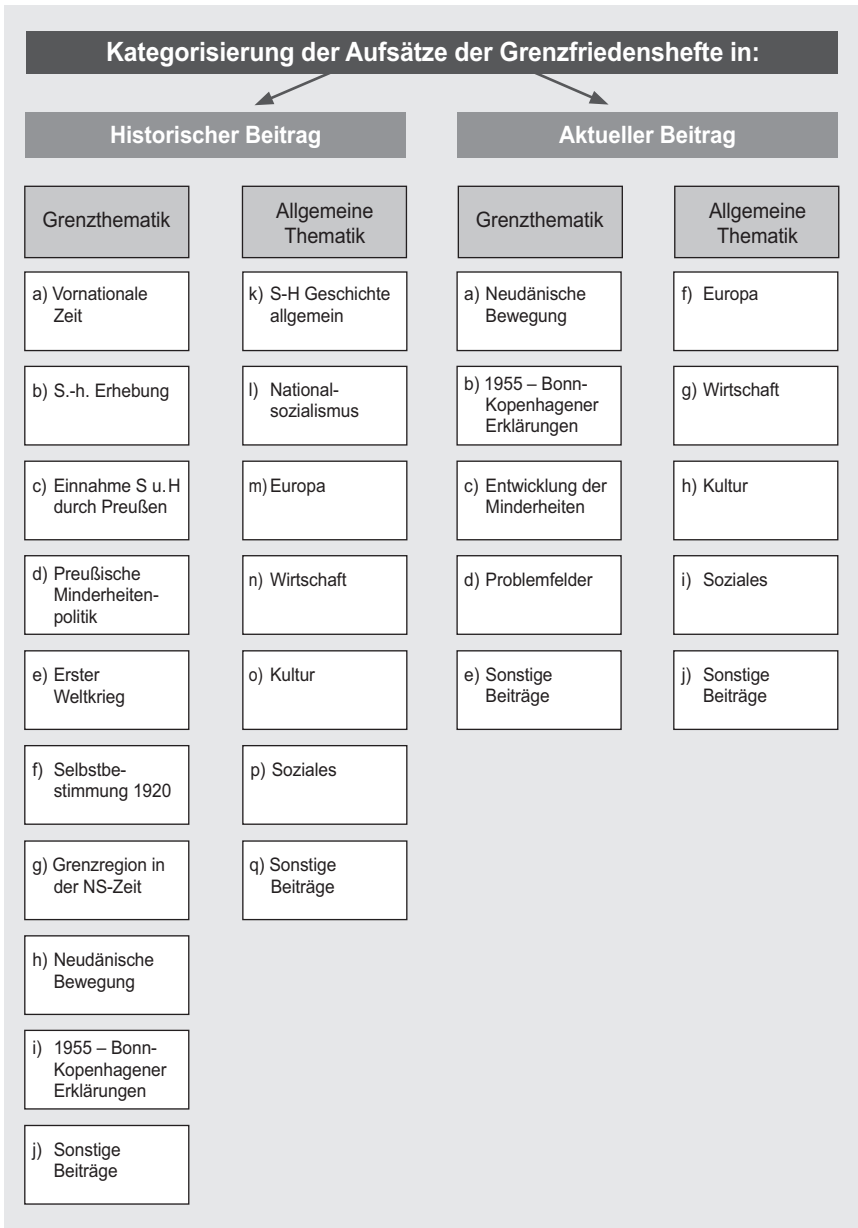 Kategorisierung der Aufsätze der Grenzfriedenshefte in:
Historischer Beitrag
Aktueller Beitrag
Grenzthematik
a) Vornationale
Zeit
b) S.-h. Erhebung
c) Einnahme S u. H
durch Preußen
d) Preußische
Minderheiten-
politik
e) Erster
Weltkrieg
f) Selbstbe-
stimmung 1920
g) Grenzregion in
der NS-Zeit
h) Neudänische
Bewegung
i) 1955 – Bonn-
Kopenhagener
Erklärungen
j) Sonstige
Beiträge
Allgemeine
Thematik
k) S-H Geschichte
allgemein
l) National-
sozialismus
m) Europa
n) Wirtschaft
o) Kultur
p) Soziales
q) Sonstige
Beiträge
Grenzthematik
a) Neudänische
Bewegung
b) 1955 – Bonn-
Kopenhagener
Erklärungen
c) Entwicklung der
Minderheiten
d) Problemfelder
e) Sonstige
Beiträge
Allgemeine
Thematik
f) Europa
g) Wirtschaft
h) Kultur
i) Soziales
j) Sonstige
Beiträge